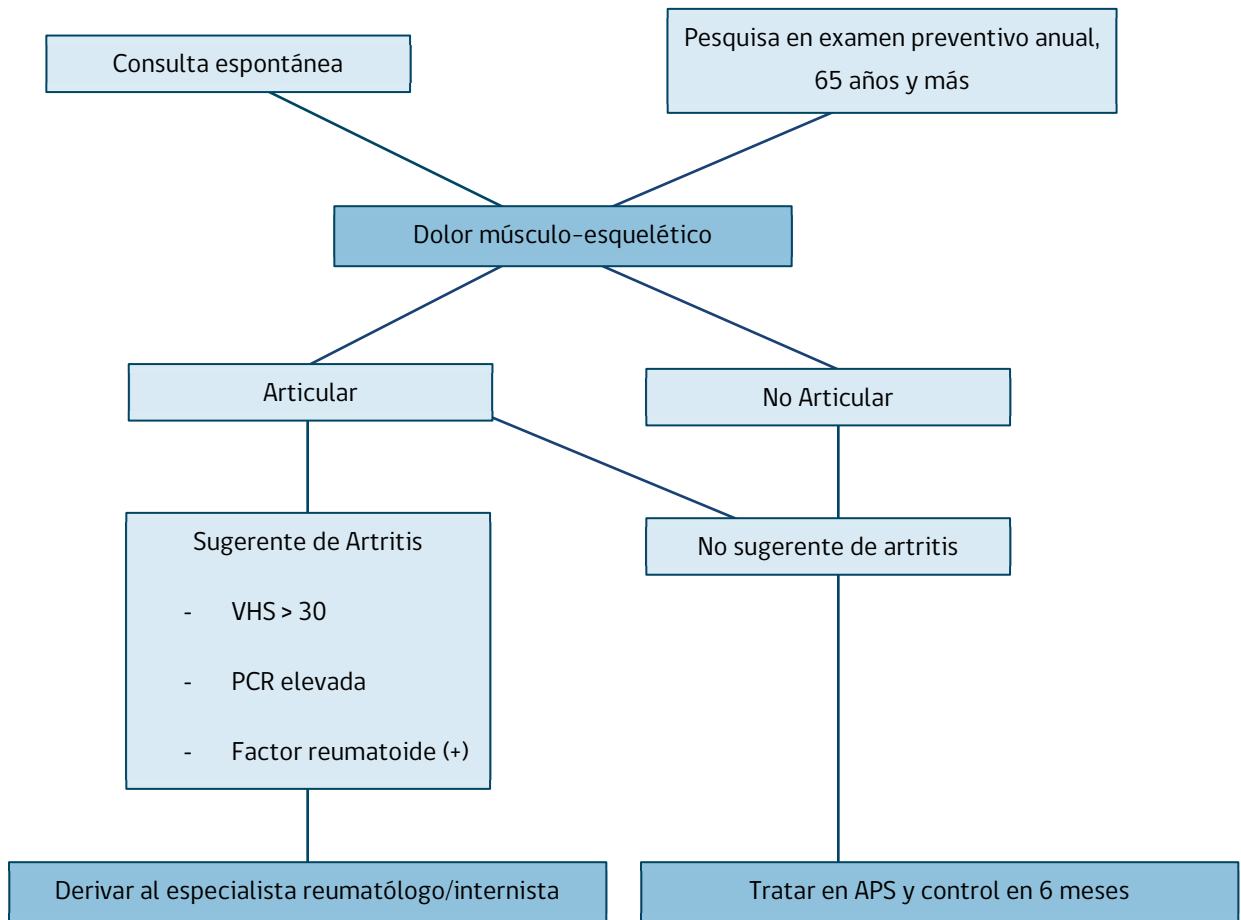 Consulta espontánea
Pesquisa en examen preventivo anual,
65 años y más
Dolor músculo-esquelético
Articular
No Articular
Sugerente de Artritis
- VHS > 30
- PCR elevada
- Factor reumatoide (+)
No sugerente de artritis
Derivar al especialista reumatólogo/internista
Tratar en APS y control en 6 meses